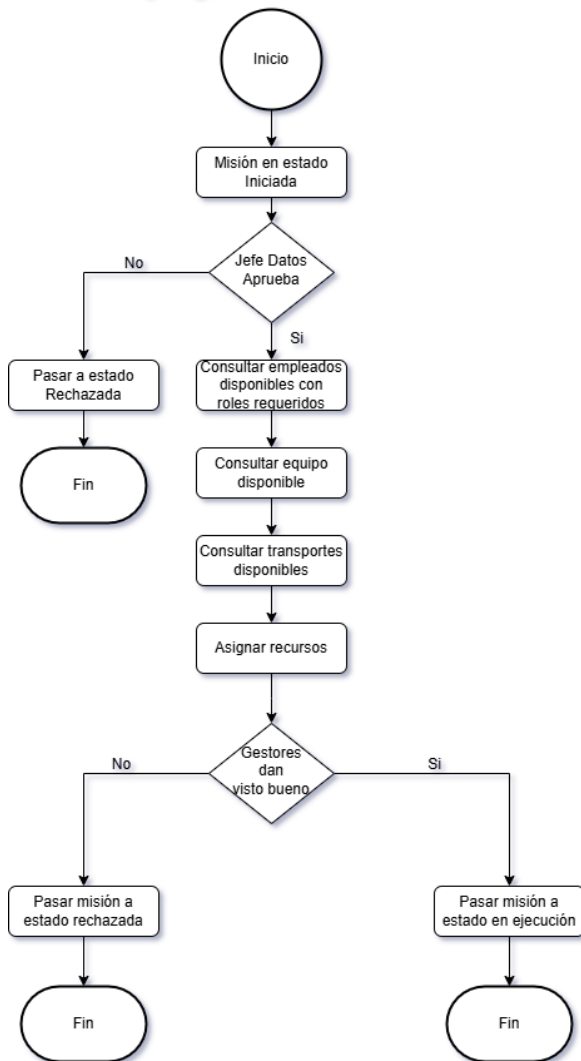 Inicio
Misión en estado
Iniciada
Jefe Datos
Aprueba
No
Si
Pasar a estado
Rechazada
Consultar empleados
disponibles con
roles requeridos
Fin
Consultar equipo
disponible
Consultar transportes
disponibles
Asignar recursos
Gestores
dan
visto bueno
No
Si
Pasar misión a
estado rechazada
Pasar misión a
estado en ejecución
Fin
Fin